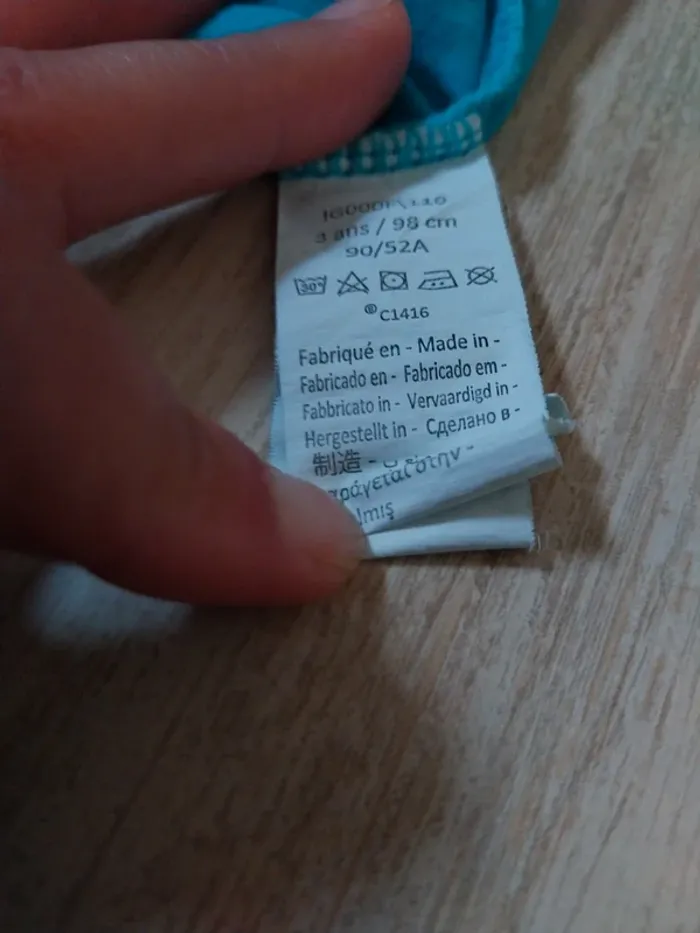 3 ans / 98 cm
90/52A
30°
® C1416
Fabriqué en - Made in -
Fabricado en - Fabricado em -
Fabbricato in - Vervaardigd in -
Hergestellt in - Сделано в -
制造 -
στην -